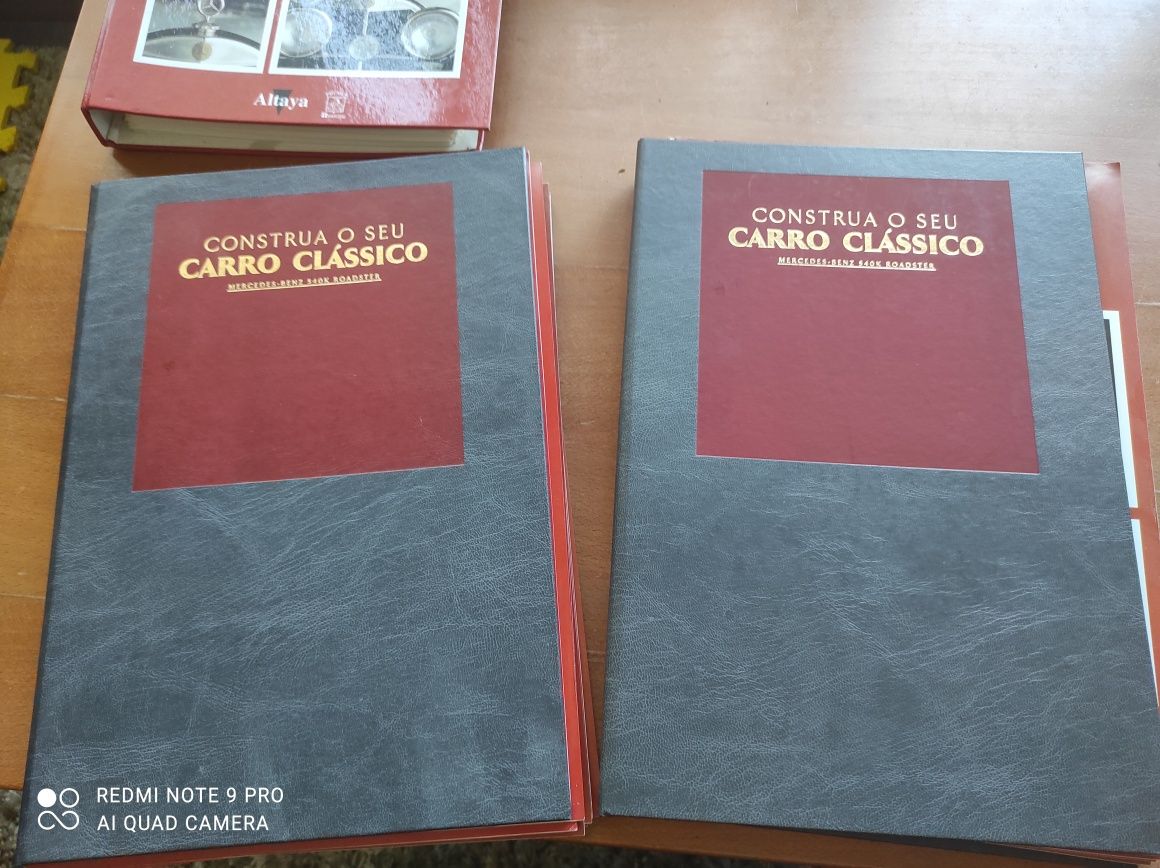 Altaya
CONSTRUA O SEU
CARRO CLÁSSICO
MERCEDES-BENZ 540K ROADSTER
CONSTRUA O SEU
CARRO CLÁSSICO
MERCEDES-BENZ 540K ROADSTER
REDMI NOTE 9 PRO
AI QUAD CAMERA